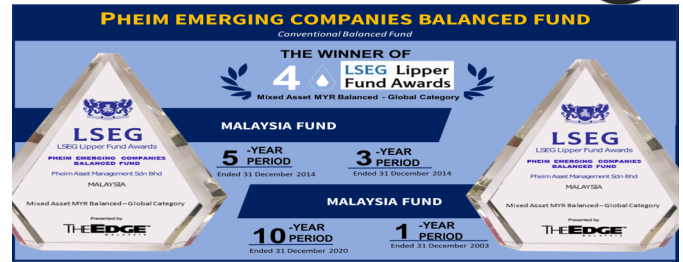 PHEIM EMERGING COMPANIES BALANCED FUND
Conventional Balanced Fund
THE WINNER OF
4
LSEG Lipper
Fund Awards
Mixed Asset MYR Balanced - Global Category
LSEG
LSEG Lipper Fund Awards
PHEIM EMERGING COMPANIES
BALANCED FUND
Pheim Asset Management Sdn Bhd
MALAYSIA
Mixed Asset MYR Balanced—Global Category
Presented by
THEEDGE
MALAYSIA
MALAYSIA FUND
5 -YEAR
PERIOD
Ended 31 December 2014
3 -YEAR
PERIOD
Ended 31 December 2014
MALAYSIA FUND
10 -YEAR
PERIOD
Ended 31 December 2020
1 -YEAR
PERIOD
Ended 31 December 2003
LSEG
LSEG Lipper Fund Awards
PHEIM EMERGING COMPANIES
BALANCED FUND
Pheim Asset Management Sdn Bhd
MALAYSIA
Mixed Asset MYR Balanced—Global Category
Presented by
THEEDGE
MALAYSIA